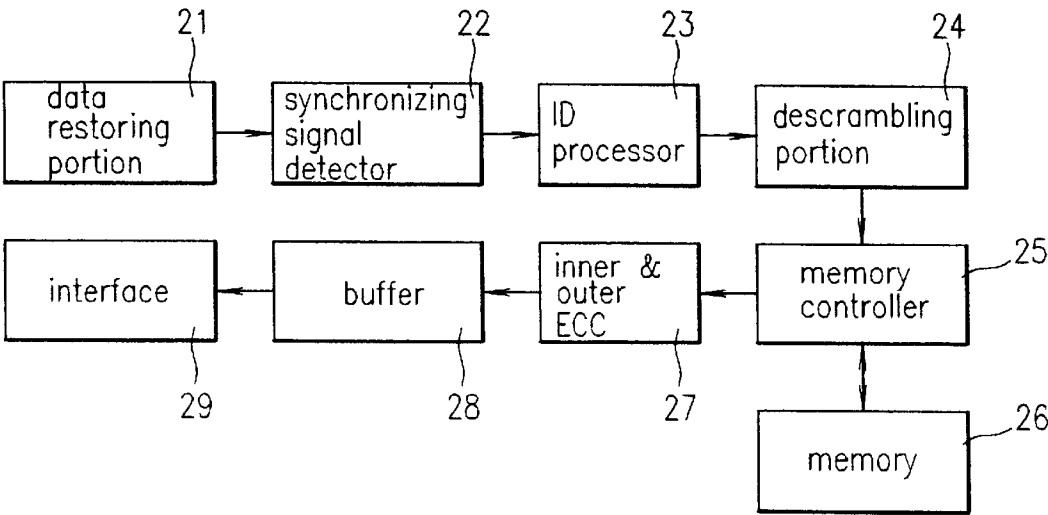 21
22
23
24
data
restoring
portion
synchronizing
signal
detector
ID
processor
descrambling
portion
interface
buffer
inner &
outer
ECC
memory
controller
25
29
28
27
memory
26